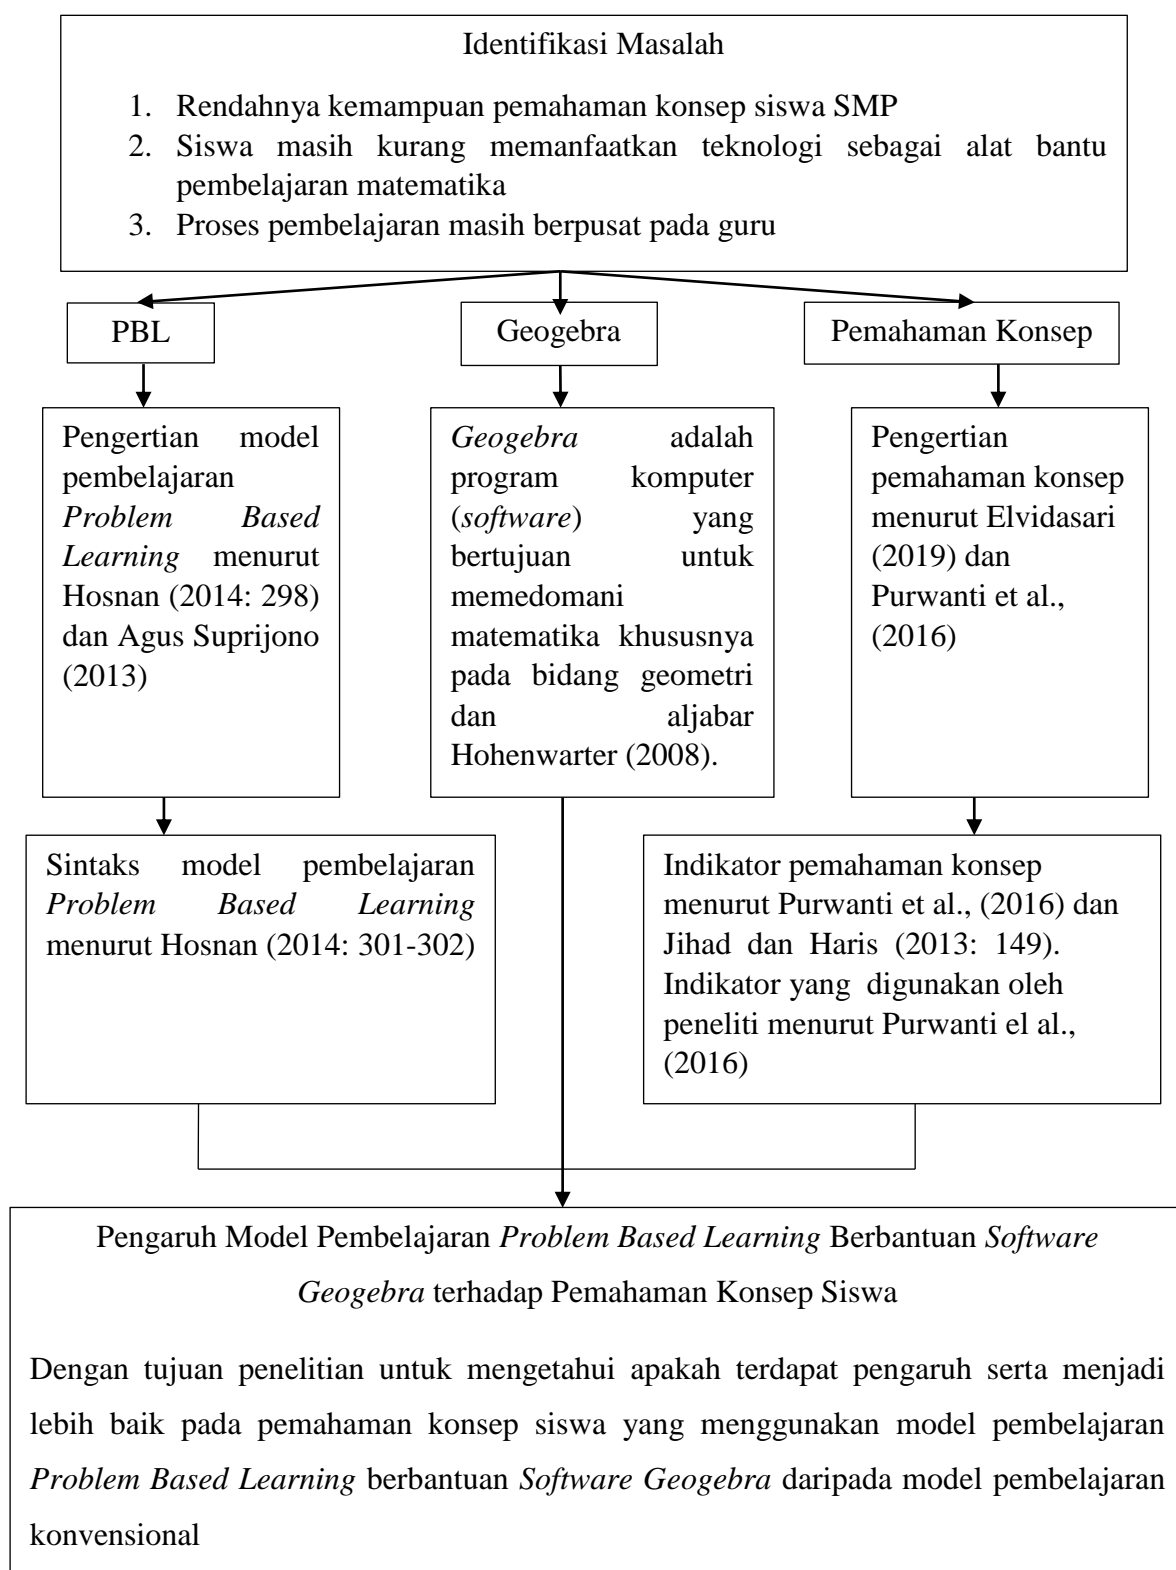 Identifikasi Masalah
1. Rendahnya kemampuan pemahaman konsep siswa SMP
2. Siswa masih kurang memanfaatkan teknologi sebagai alat bantu
pembelajaran matematika
3. Proses pembelajaran masih berpusat pada guru
PBL
Geogebra
Pemahaman Konsep
Pengertian model
pembelajaran
Problem Based
Learning menurut
Hosnan (2014: 298)
dan Agus Suprijono
(2013)
Geogebra adalah
program komputer
(software) yang
bertujuan untuk
memedomani
matematika khususnya
pada bidang geometri
dan aljabar
Hohenwarter (2008).
Pengertian
pemahaman konsep
menurut Elvidasari
(2019) dan
Purwanti et al.,
(2016)
Sintaks model pembelajaran
Problem Based Learning
menurut Hosnan (2014: 301-302)
Indikator pemahaman konsep
menurut Purwanti et al., (2016) dan
Jihad dan Haris (2013: 149).
Indikator yang digunakan oleh
peneliti menurut Purwanti el al.,
(2016)
Pengaruh Model Pembelajaran Problem Based Learning Berbantuan Software
Geogebra terhadap Pemahaman Konsep Siswa
Dengan tujuan penelitian untuk mengetahui apakah terdapat pengaruh serta menjadi
lebih baik pada pemahaman konsep siswa yang menggunakan model pembelajaran
Problem Based Learning berbantuan Software Geogebra daripada model pembelajaran
konvensional